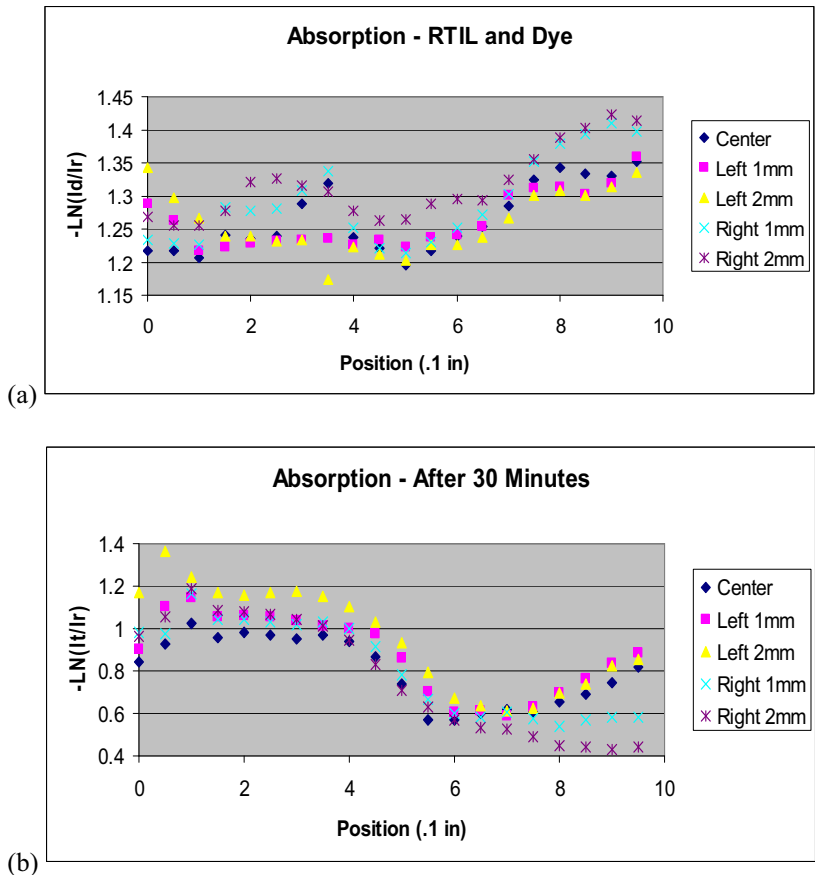 Absorption - RTIL and Dye
1.45
1.4
1.35
1.3
1.25
1.2
1.15
-LN(Id/Ir)
0 2 4 6 8 10
Position (.1 in)
Center
Left 1mm
Left 2mm
Right 1mm
Right 2mm
(a)
Absorption - After 30 Minutes
1.4
1.2
1
0.8
0.6
0.4
-LN(It/Ir)
0 2 4 6 8 10
Position (.1 in)
Center
Left 1mm
Left 2mm
Right 1mm
Right 2mm
(b)